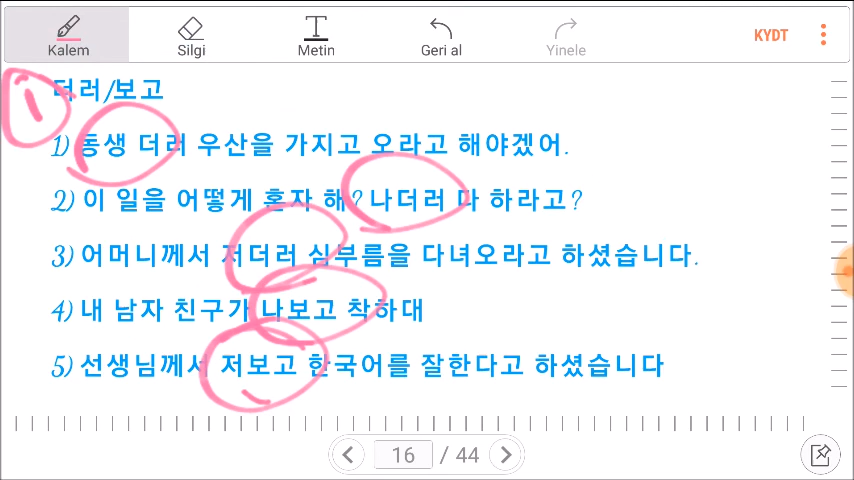 Kalem Silgi Metin Geri al Yinele KYDT
더러/보고
1) 동생 더러 우산을 가지고 오라고 해야겠어.
2) 이 일을 어떻게 혼자 해? 나더러 다 하라고?
3) 어머니께서 저더러 심부름을 다녀오라고 하셨습니다.
4) 내 남자 친구가 나보고 착하대
5) 선생님께서 저보고 한국어를 잘한다고 하셨습니다
16 / 44